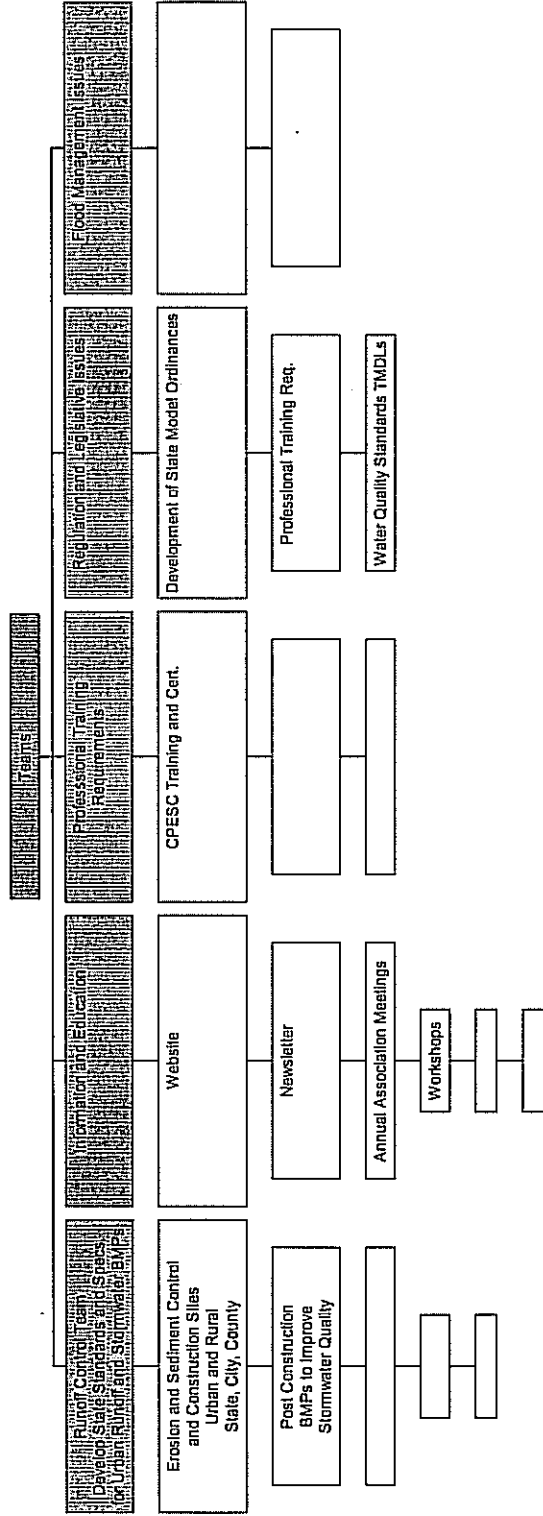 Teams
Runoff Control Team
Develop State Standards and Specs.
for Urban Runoff and Stormwater BMPs
Erosion and Sediment Control
and Construction Sites
Urban and Rural
State, City, County
Post Construction
BMPs to Improve
Stormwater Quality
Information and Education
Website
Newsletter
Annual Association Meetings
Workshops
Professional Training
Requirements
CPESC Training and Cert.
Regulation and Legislative Issues
Development of State Model Ordinances
Professional Training Req.
Water Quality Standards TMDLs
Flood Management Issues